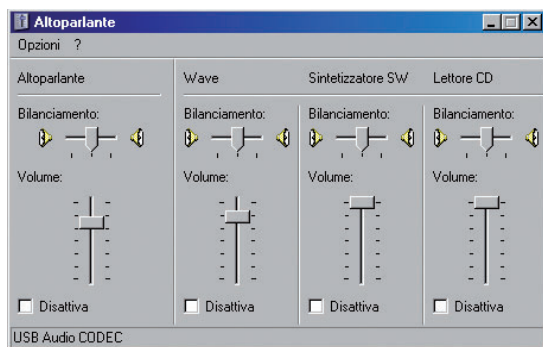 Altoparlante
Opzioni ?
Altoparlante Wave Sintetizzatore SW Lettore CD
Bilanciamento: Bilanciamento: Bilanciamento: Bilanciamento:
Volume: Volume: Volume: Volume:
Disattiva Disattiva Disattiva Disattiva
USB Audio CODEC